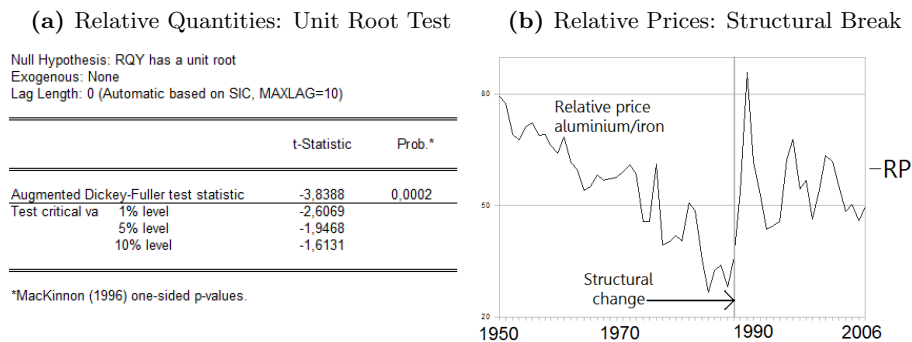 (a) Relative Quantities: Unit Root Test
Null Hypothesis: RQY has a unit root
Exogenous: None
Lag Length: 0 (Automatic based on SIC, MAXLAG=10)
t-Statistic Prob.*
Augmented Dickey-Fuller test statistic -3,8388 0,0002
Test critical va 1% level -2,6069
5% level -1,9468
10% level -1,6131
*MacKinnon (1996) one-sided p-values.
(b) Relative Prices: Structural Break
80
Relative price
aluminium/iron
RP
50
Structural
change
20
1950 1970 1990 2006